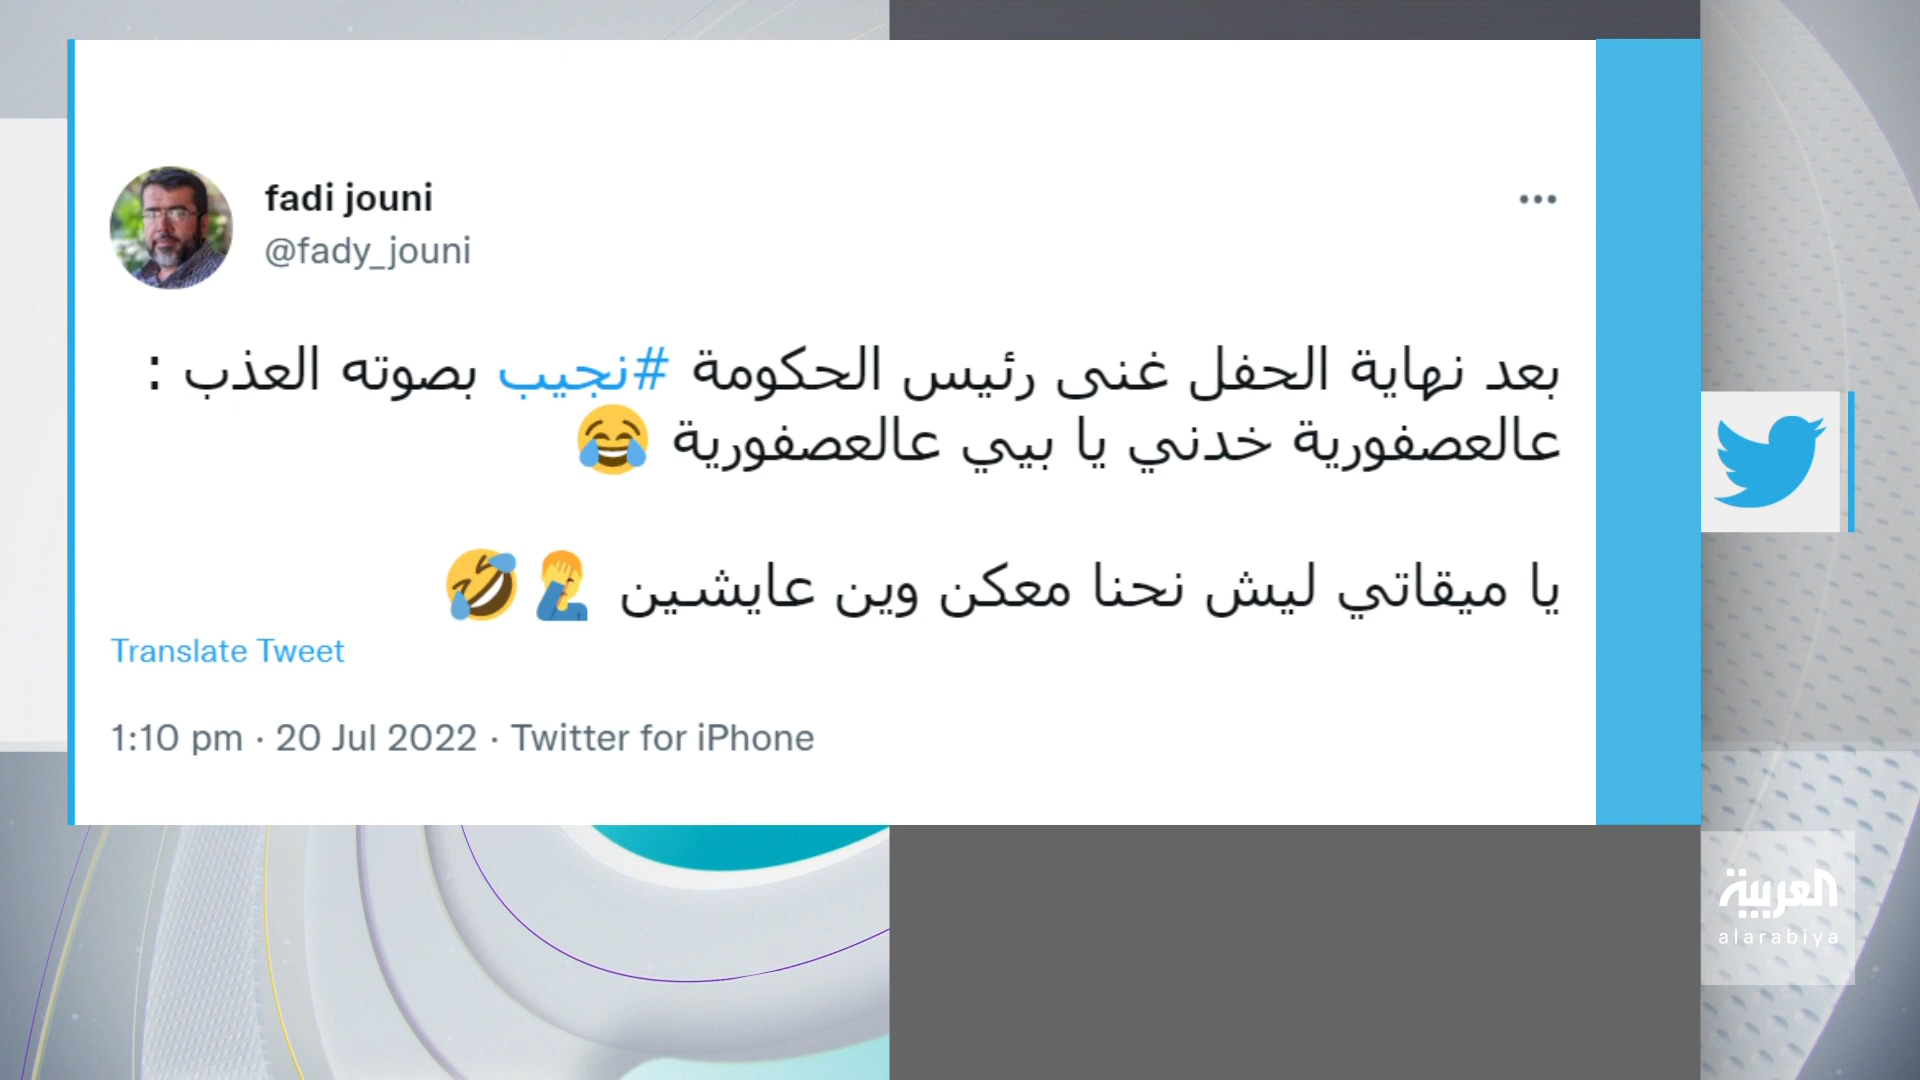 fadi jouni
@fady_jouni
بعد نهاية الحفل غنى رئيس الحكومة #نجيب بصوته العذب :
عالعصفورية خدني يا بيي عالعصفورية 😂
يا ميقاتي ليش نحنا معكن وين عايشين 🤦‍♂️🤣
Translate Tweet
1:10 pm · 20 Jul 2022 · Twitter for iPhone
العربية
alarabiya